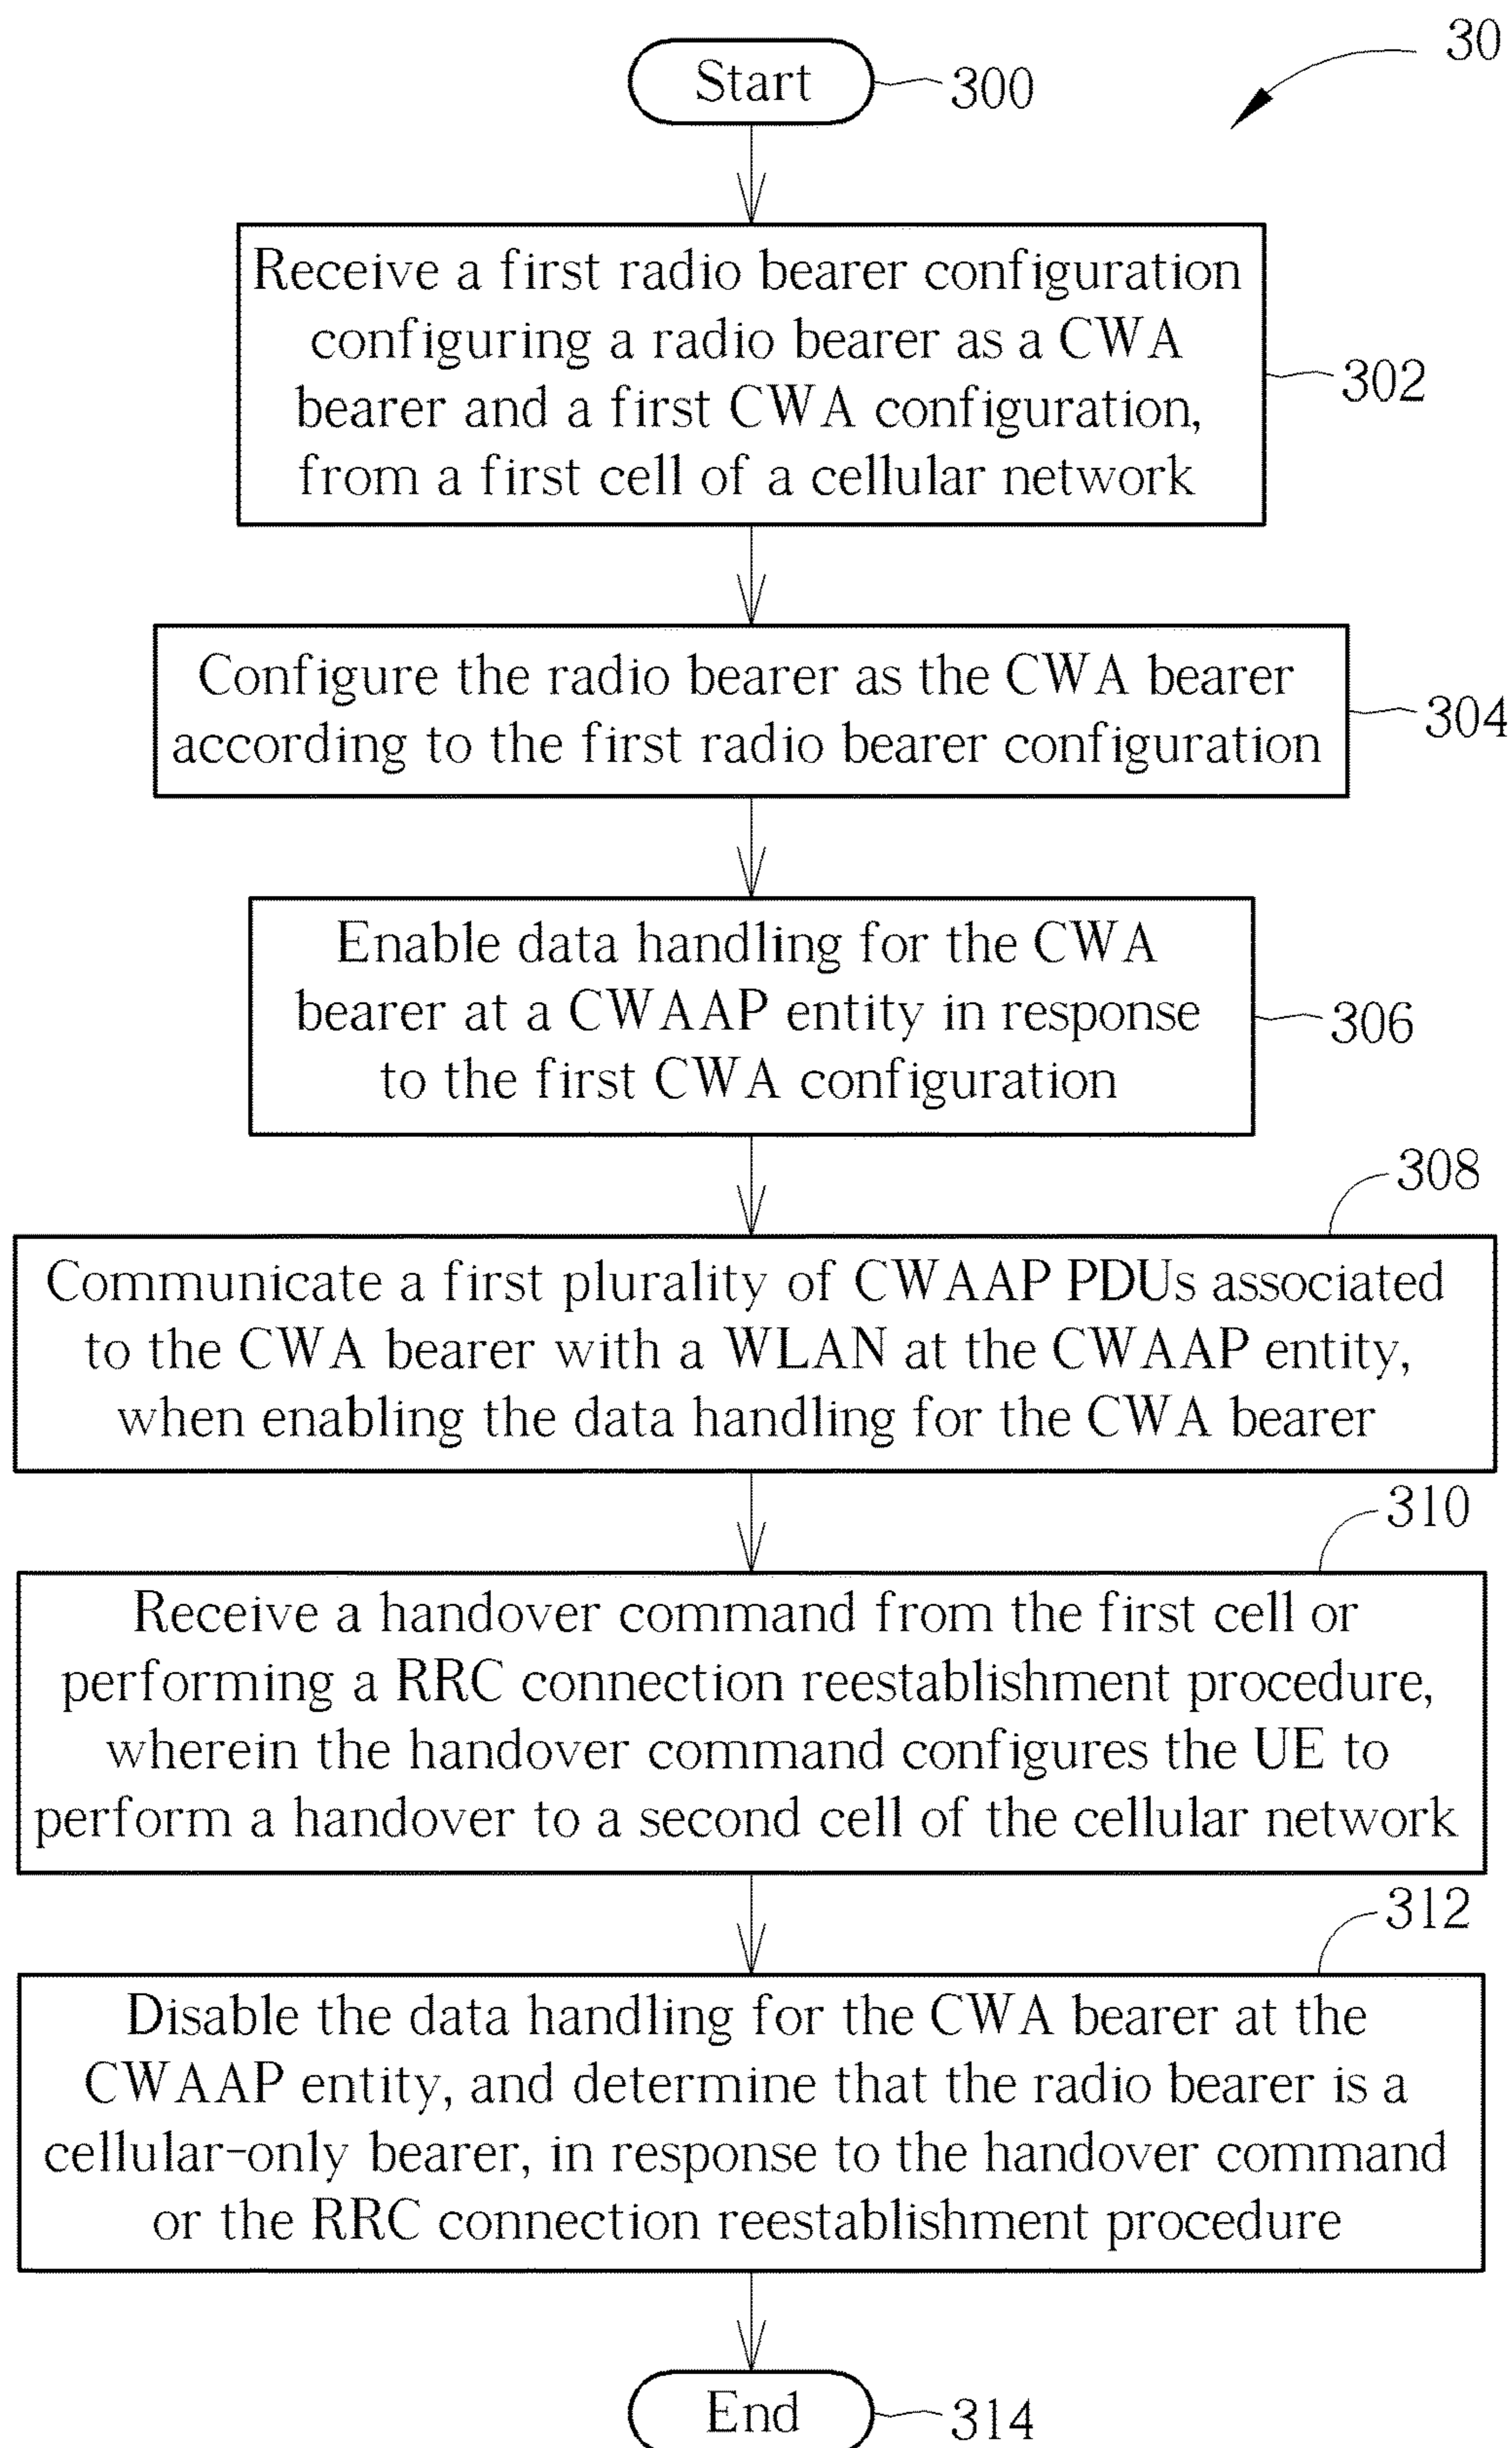 30
Start
300
Receive a first radio bearer configuration
configuring a radio bearer as a CWA
bearer and a first CWA configuration,
from a first cell of a cellular network
302
Configure the radio bearer as the CWA bearer
according to the first radio bearer configuration
304
Enable data handling for the CWA
bearer at a CWAAP entity in response
to the first CWA configuration
306
308
Communicate a first plurality of CWAAP PDUs associated
to the CWA bearer with a WLAN at the CWAAP entity,
when enabling the data handling for the CWA bearer
310
Receive a handover command from the first cell or
performing a RRC connection reestablishment procedure,
wherein the handover command configures the UE to
perform a handover to a second cell of the cellular network
312
Disable the data handling for the CWA bearer at the
CWAAP entity, and determine that the radio bearer is a
cellular-only bearer, in response to the handover command
or the RRC connection reestablishment procedure
End
314